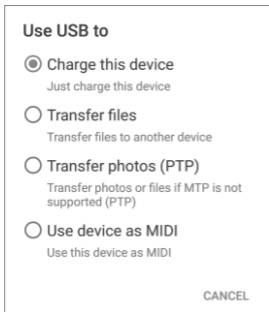 Use USB to
Charge this device
Just charge this device
Transfer files
Transfer files to another device
Transfer photos (PTP)
Transfer photos or files if MTP is not
supported (PTP)
Use device as MIDI
Use this device as MIDI
CANCEL